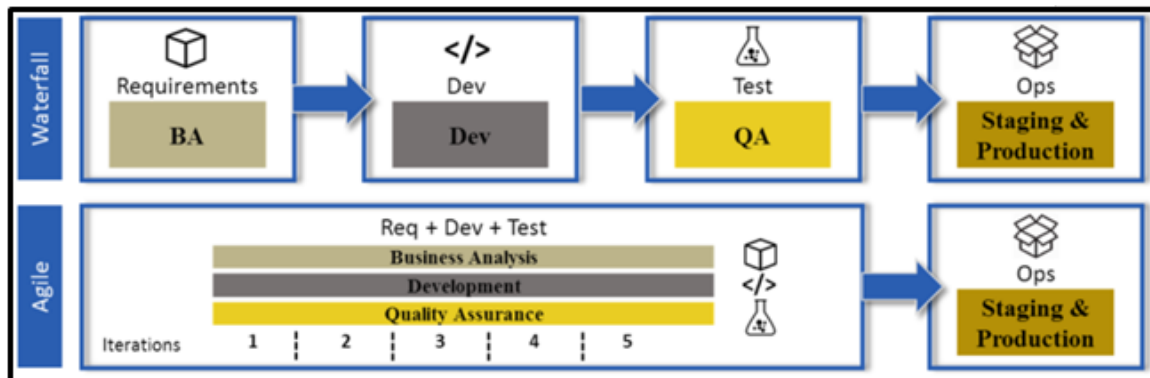 Waterfall
Requirements
BA
</>
Dev
Dev
Test
QA
Ops
Staging &
Production
Agile
Req + Dev + Test
Business Analysis
Development
Quality Assurance
</>
Iterations 1 2 3 4 5
Ops
Staging &
Production